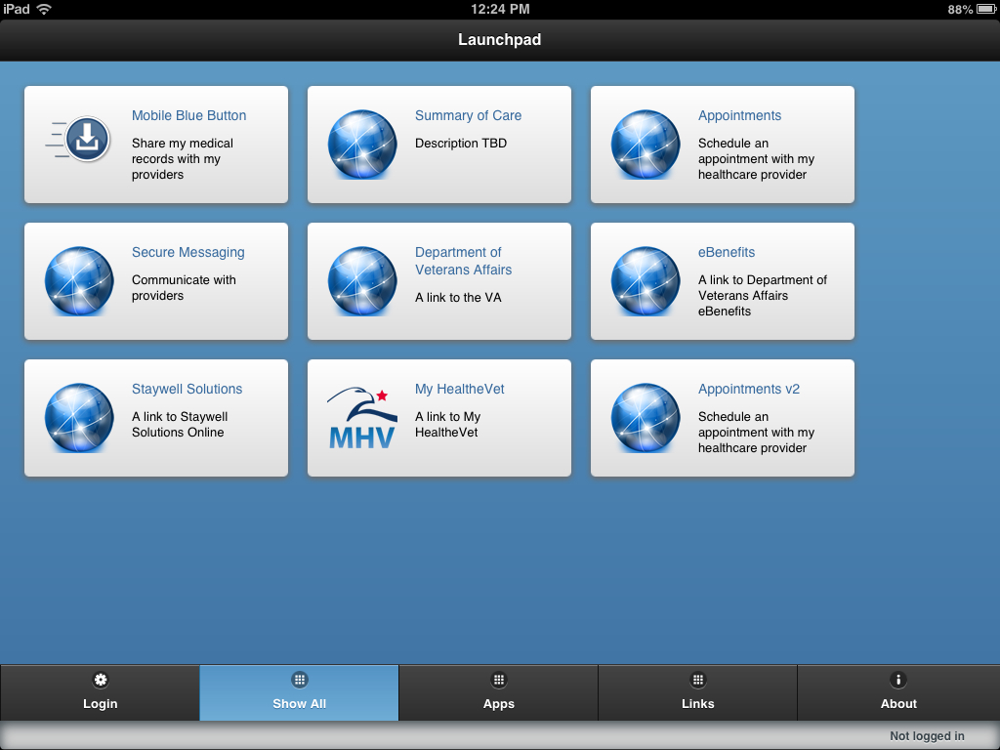 iPad 12:24 PM 88%
Launchpad
Mobile Blue Button
Share my medical
records with my
providers
Summary of Care
Description TBD
Appointments
Schedule an
appointment with my
healthcare provider
Secure Messaging
Communicate with
providers
Department of
Veterans Affairs
A link to the VA
eBenefits
A link to Department of
Veterans Affairs
eBenefits
Staywell Solutions
A link to Staywell
Solutions Online
MHV
My HealtheVet
A link to My
HealtheVet
Appointments v2
Schedule an
appointment with my
healthcare provider
Login
Show All
Apps
Links
About
Not logged in